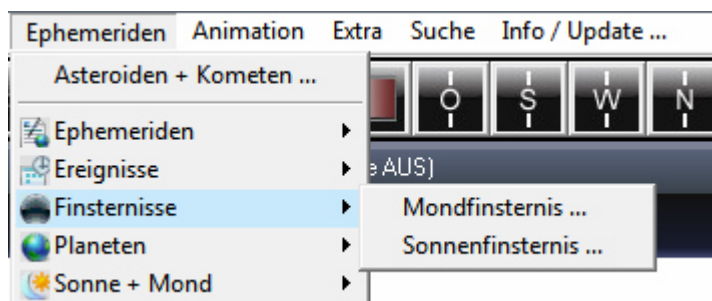 Ephemeriden Animation Extra Suche Info / Update ...
Asteroiden + Kometen ...
O S W N
Ephemeriden
Ereignisse
AUS)
Finsternisse
Mondfinsternis ...
Planeten
Sonnenfinsternis ...
Sonne + Mond